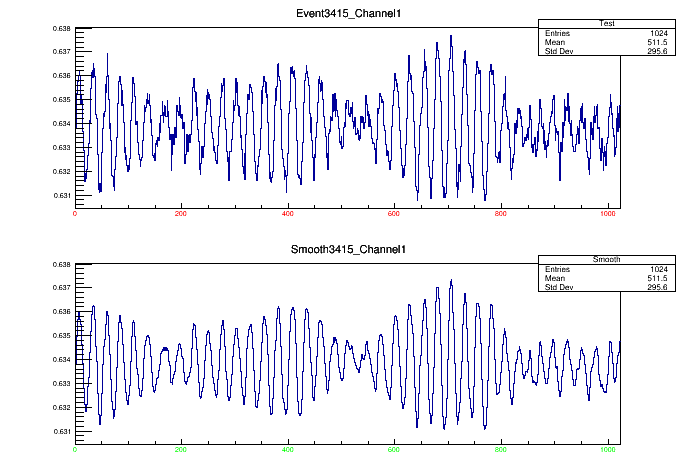 Event3415_Channel1
Test
Entries 1024
Mean 511.5
Std Dev 295.6
0.638
0.637
0.636
0.635
0.634
0.633
0.632
0.631
0 200 400 600 800 1000
Smooth3415_Channel1
Smooth
Entries 1024
Mean 511.5
Std Dev 295.6
0.638
0.637
0.636
0.635
0.634
0.633
0.632
0.631
0 200 400 600 800 1000